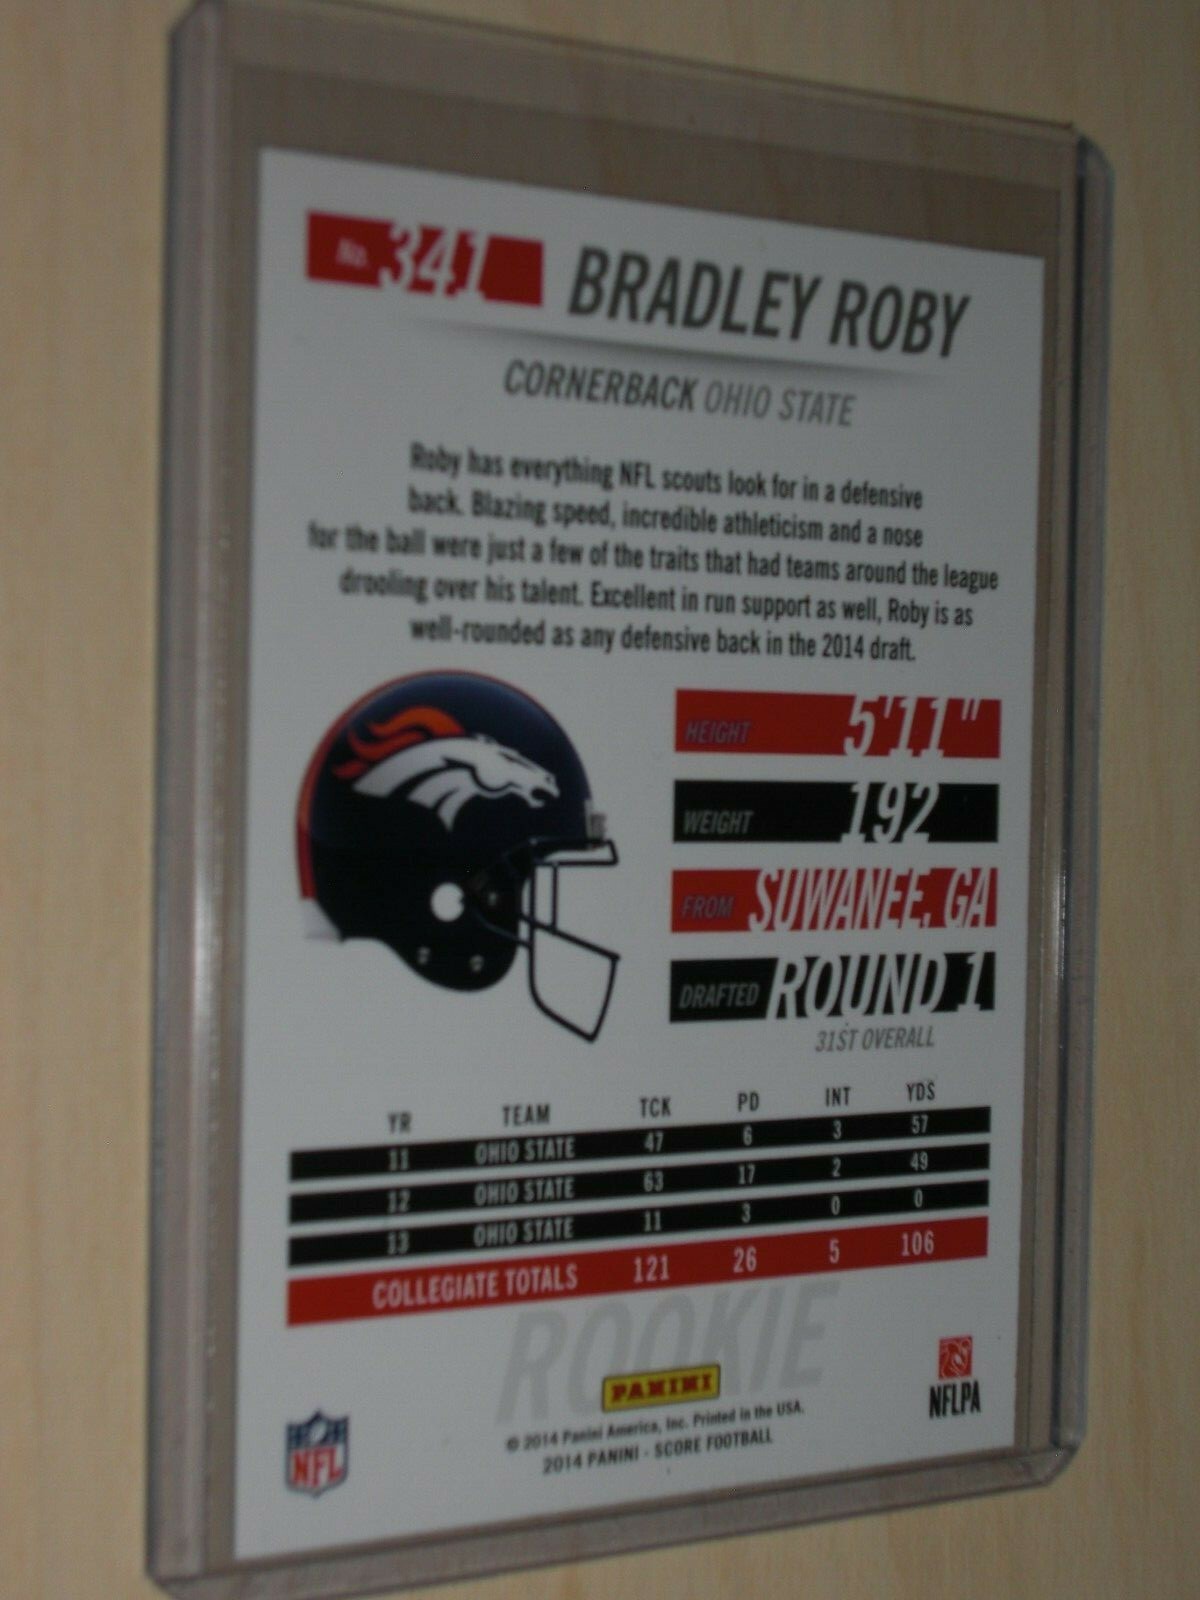 No. 341 BRADLEY ROBY
CORNERBACK OHIO STATE
Roby has everything NFL scouts look for in a defensive
back. Blazing speed, incredible athleticism and a nose
for the ball were just a few of the traits that had teams around the league
drooling over his talent. Excellent in run support as well, Roby is as
well-rounded as any defensive back in the 2014 draft.
HEIGHT 5'11"
WEIGHT 192
FROM SUWANEE, GA
DRAFTED ROUND 1
31ST OVERALL
YR TEAM TCK PD INT YDS
11 OHIO STATE 47 6 3 57
12 OHIO STATE 63 17 2 49
13 OHIO STATE 11 3 0 0
COLLEGIATE TOTALS 121 26 5 106
ROOKIE
PANINI
© 2014 Panini America, Inc. Printed in the USA.
2014 PANINI - SCORE FOOTBALL
NFL
NFLPA